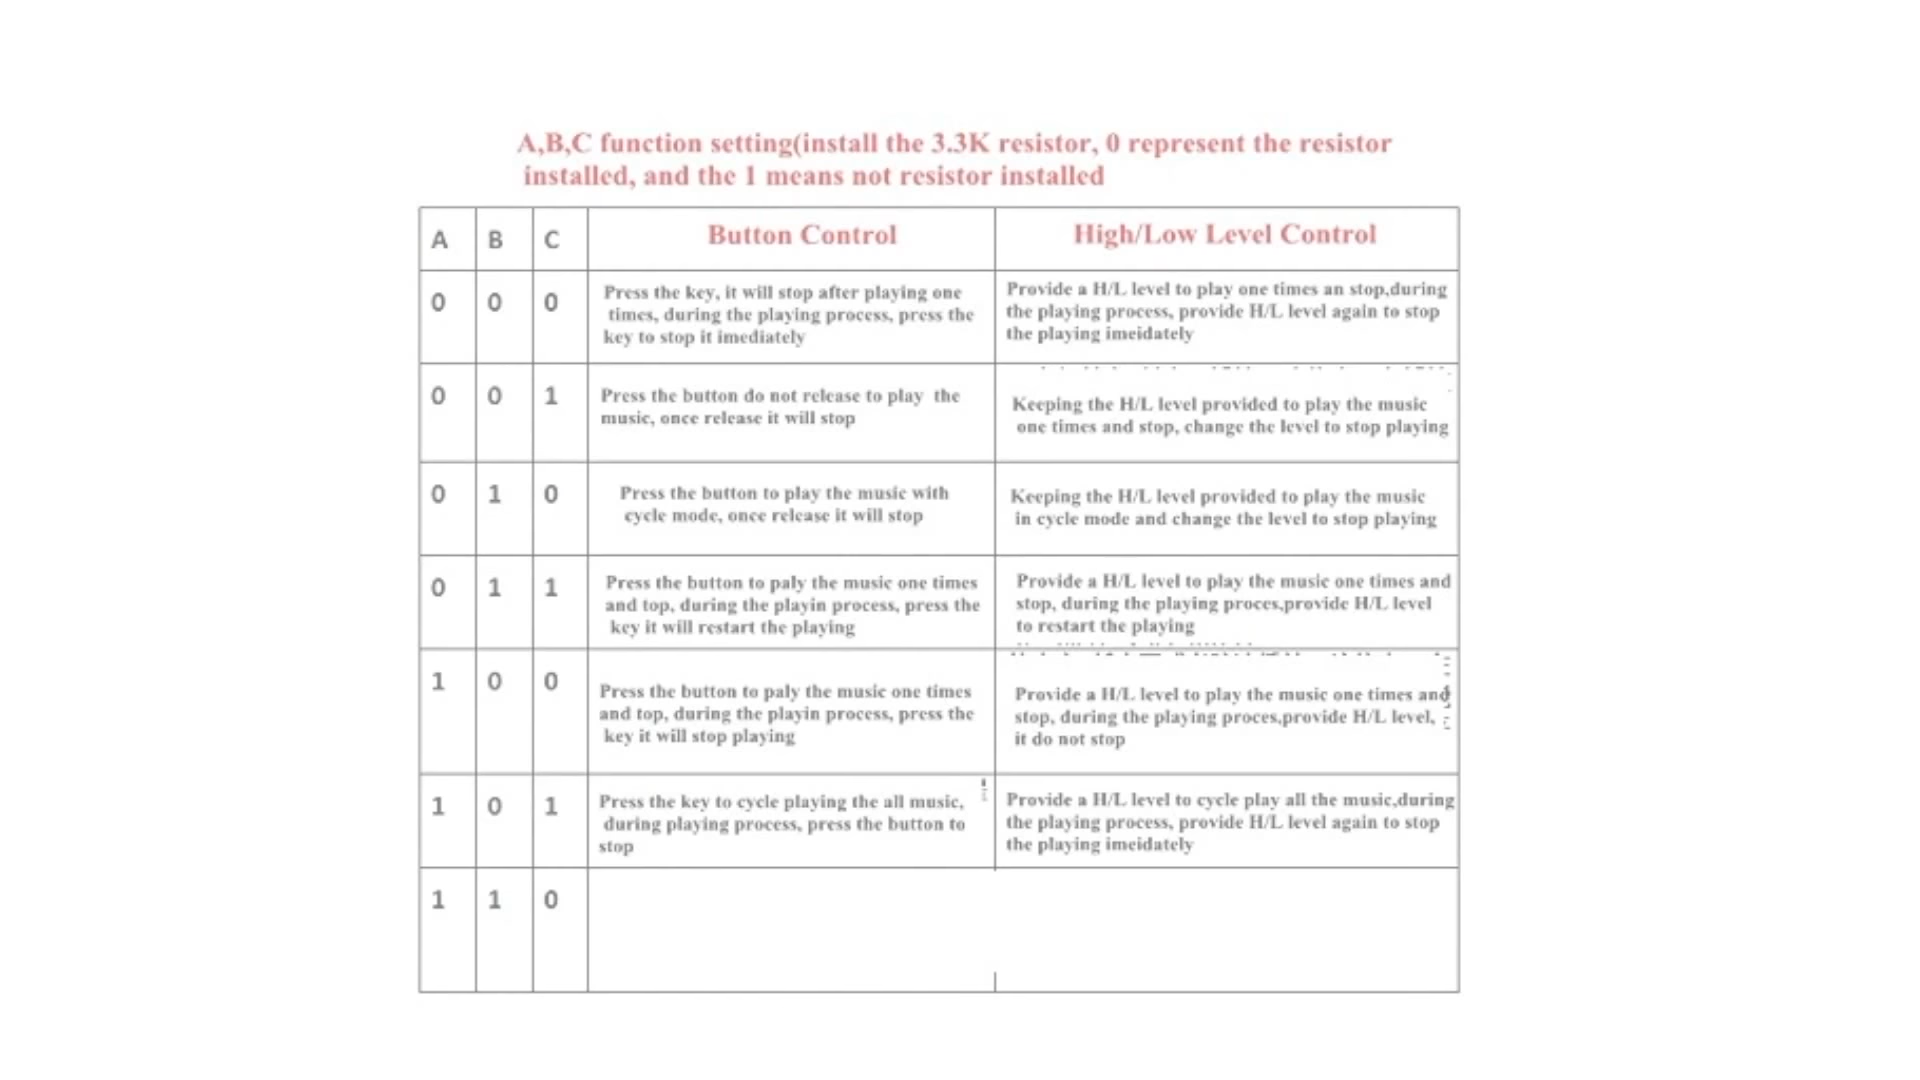 A,B,C function setting(install the 3.3K resistor, 0 represent the resistor
installed, and the 1 means not resistor installed
A B C Button Control High/Low Level Control
0 0 0
Press the key, it will stop after playing one
times, during the playing process, press the
key to stop it imediately
Provide a H/L level to play one times an stop,during
the playing process, provide H/L level again to stop
the playing imeidately
0 0 1
Press the button do not release to play the
music, once release it will stop
Keeping the H/L level provided to play the music
one times and stop, change the level to stop playing
0 1 0
Press the button to play the music with
cycle mode, once release it will stop
Keeping the H/L level provided to play the music
in cycle mode and change the level to stop playing
0 1 1
Press the button to paly the music one times
and top, during the playin process, press the
key it will restart the playing
Provide a H/L level to play the music one times and
stop, during the playing proces,provide H/L level
to restart the playing
1 0 0
Press the button to paly the music one times
and top, during the playin process, press the
key it will stop playing
Provide a H/L level to play the music one times and
stop, during the playing proces,provide H/L level,
it do not stop
1 0 1
Press the key to cycle playing the all music,
during playing process, press the button to
stop
Provide a H/L level to cycle play all the music,during
the playing process, provide H/L level again to stop
the playing imeidately
1 1 0